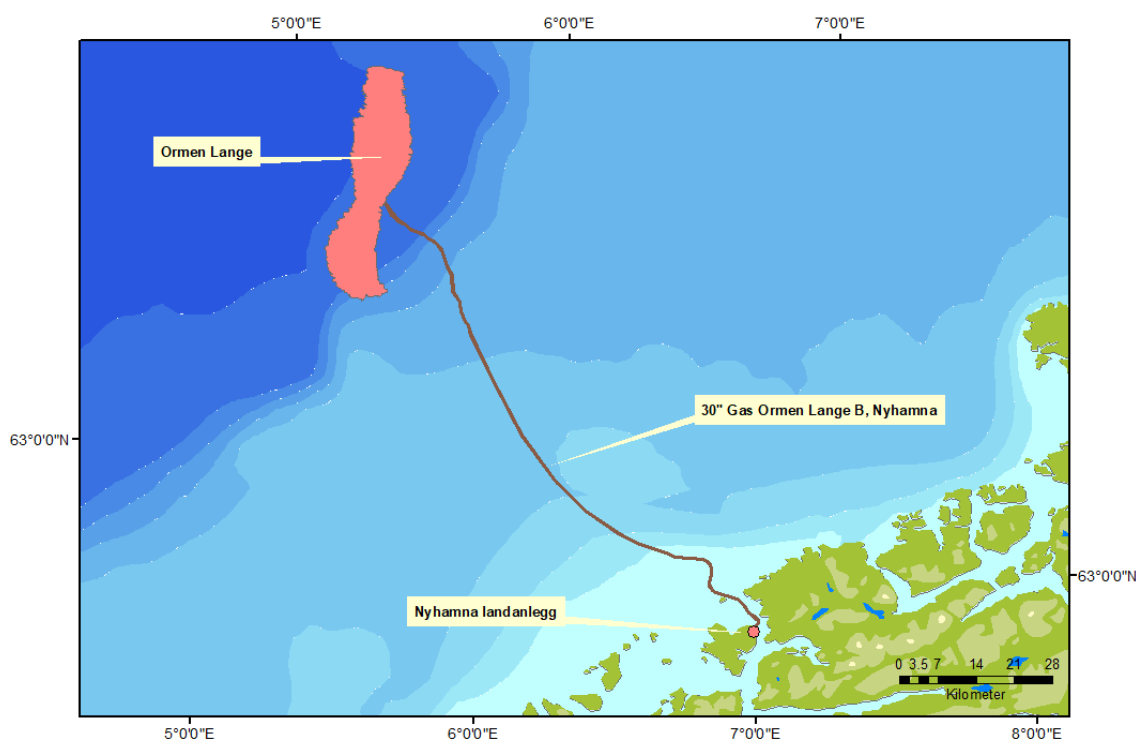 5°0'0"E 6°0'0"E 7°0'0"E
Ormen Lange
30" Gas Ormen Lange B, Nyhamna
63°0'0"N
63°0'0"N
Nyhamna landanlegg
0 3.5 7 14 21 28
Kilometer
5°0'0"E 6°0'0"E 7°0'0"E 8°0'0"E